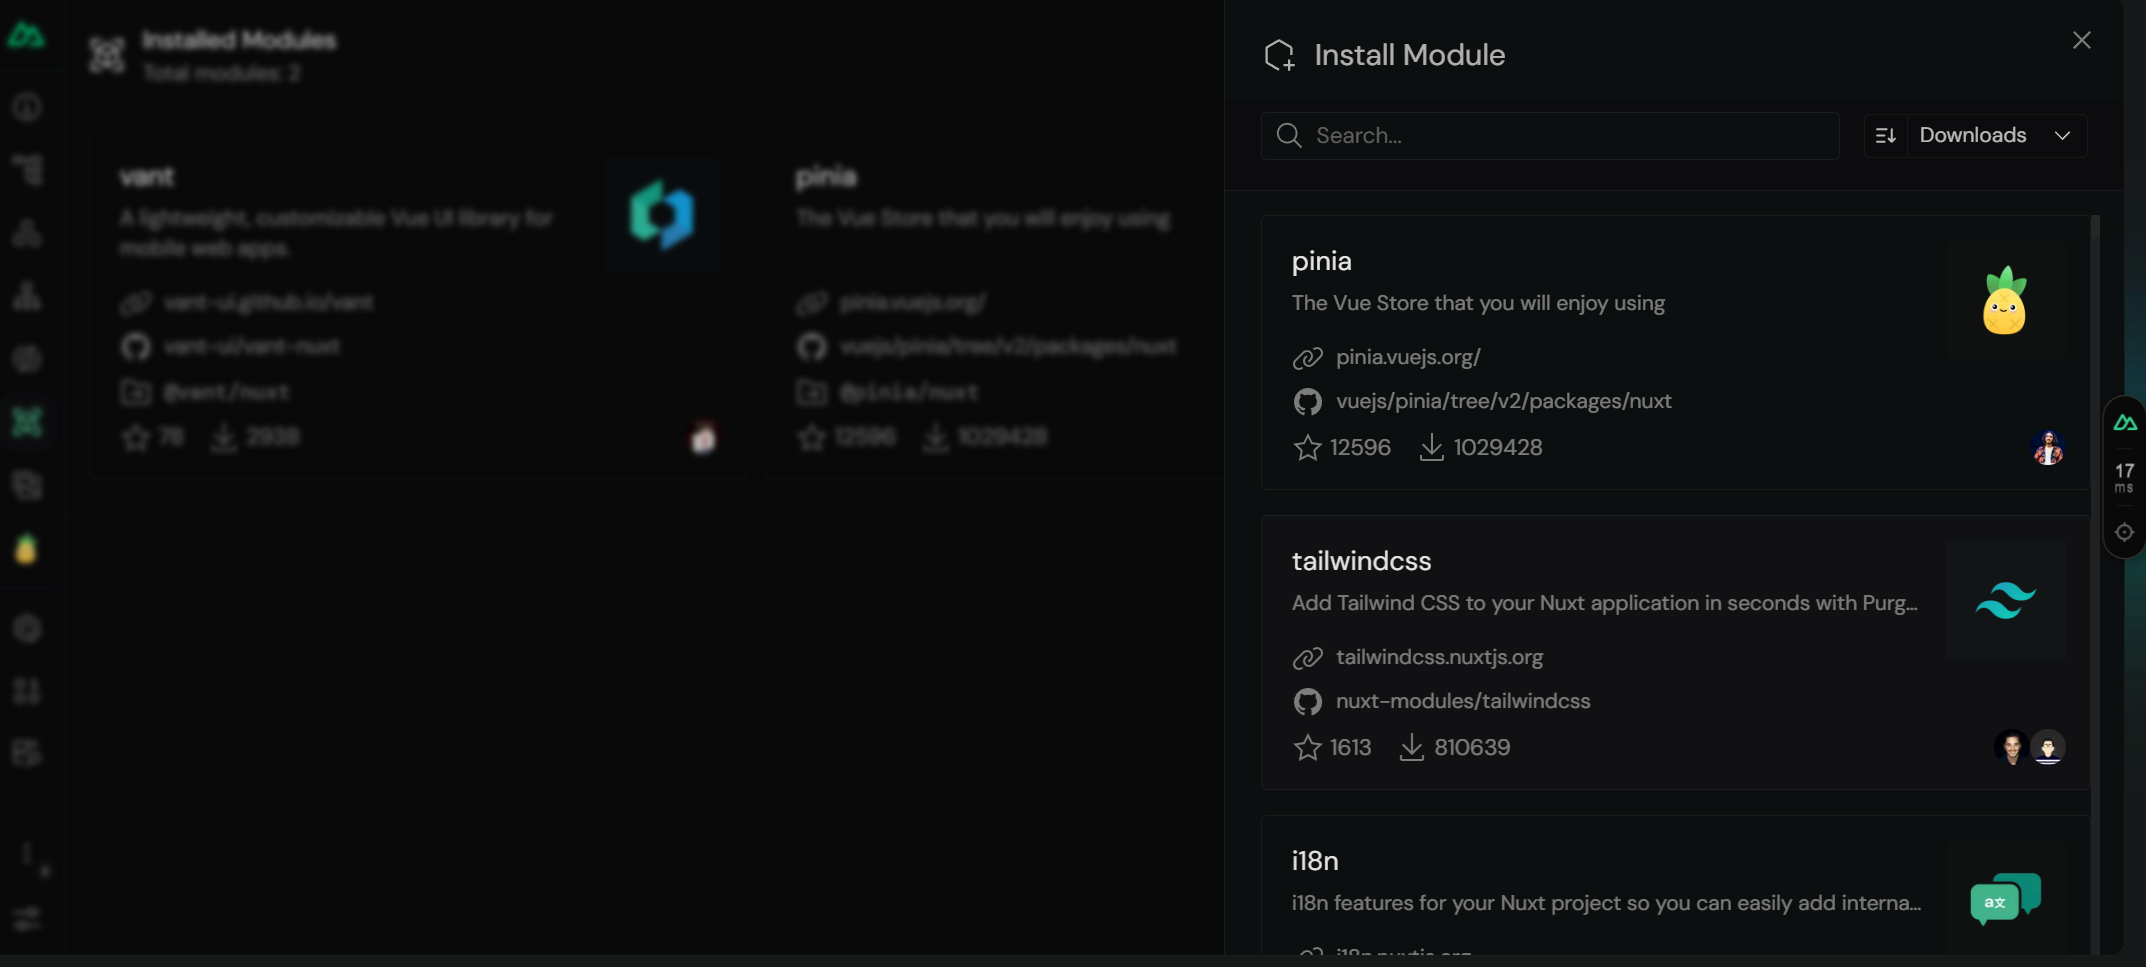 Installed Modules
Total modules: 2
vant
A lightweight, customizable Vue UI library for
mobile web apps.
vant-ui.github.io/vant
vant-ui/vant-nuxt
@vant/nuxt
78 2938
pinia
The Vue Store that you will enjoy using
pinia.vuejs.org/
vuejs/pinia/tree/v2/packages/nuxt
@pinia/nuxt
12596 1029428
Install Module
Search...
Downloads
pinia
The Vue Store that you will enjoy using
pinia.vuejs.org/
vuejs/pinia/tree/v2/packages/nuxt
12596 1029428
tailwindcss
Add Tailwind CSS to your Nuxt application in seconds with Purg...
tailwindcss.nuxtjs.org
nuxt-modules/tailwindcss
1613 810639
i18n
i18n features for your Nuxt project so you can easily add interna...
a文
i18n.nuxtjs.org
17
ms